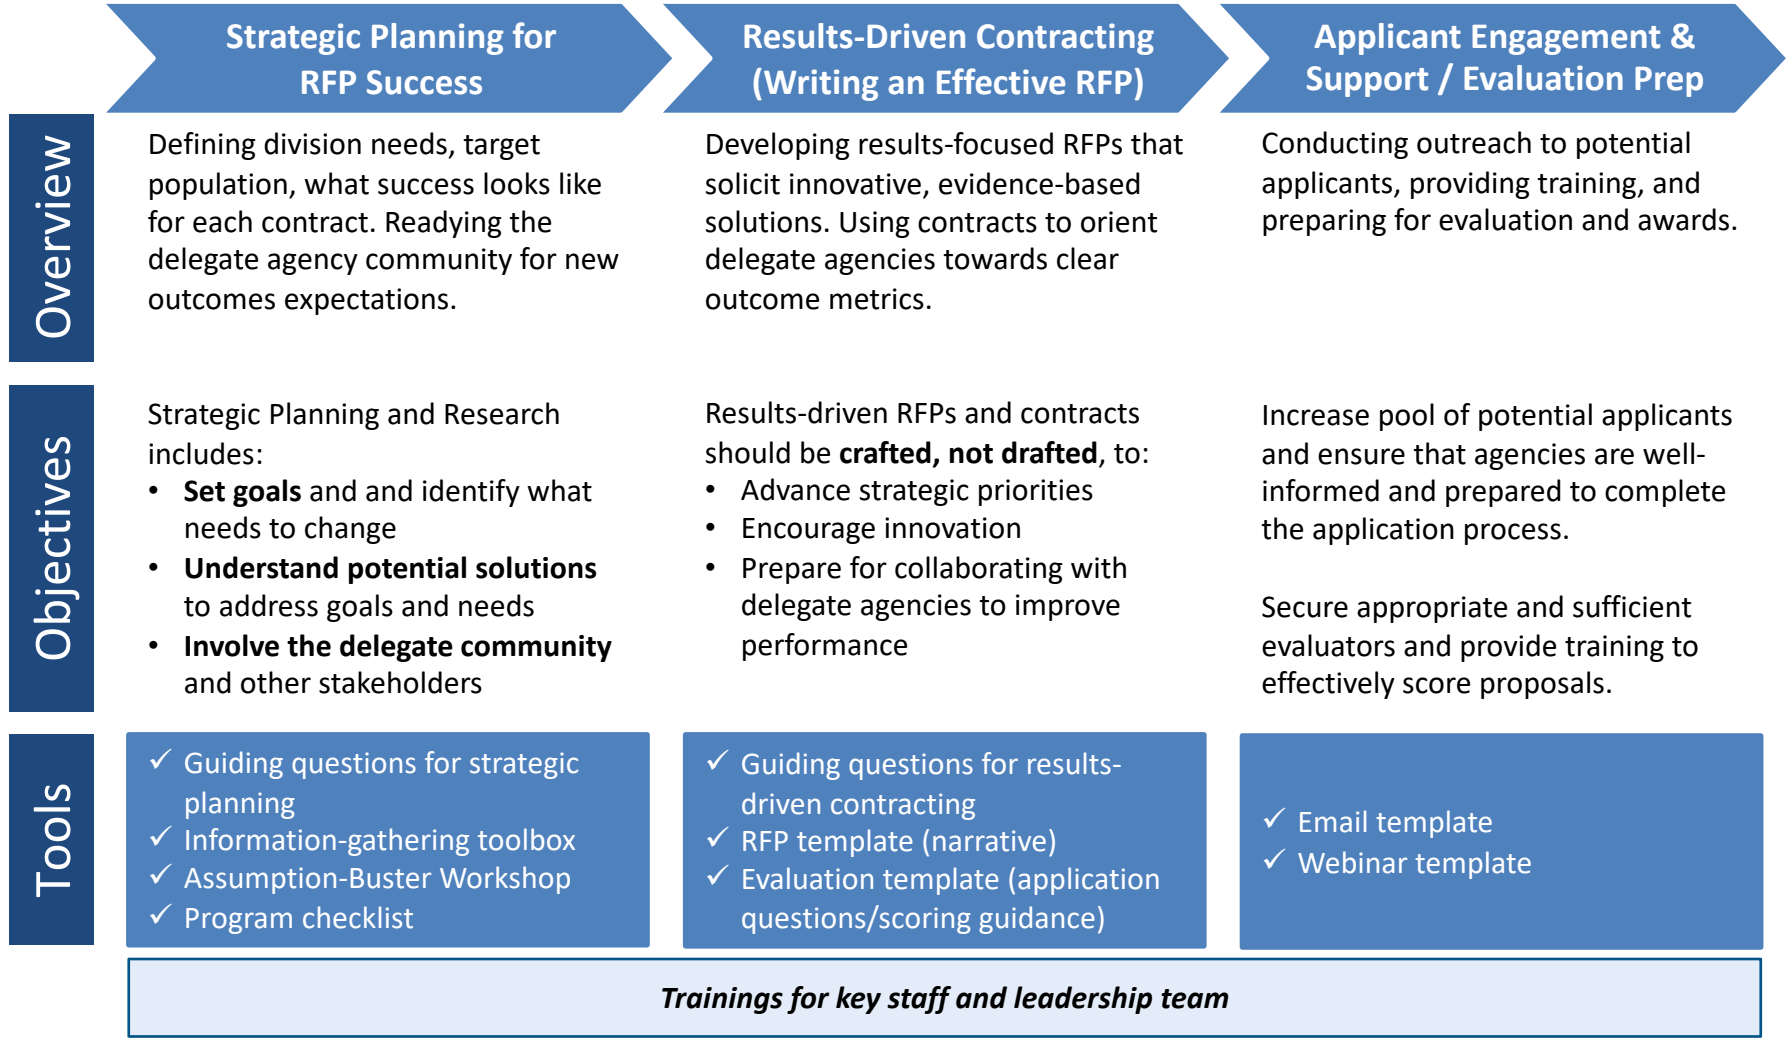 Strategic Planning for
RFP Success
Results-Driven Contracting
(Writing an Effective RFP)
Applicant Engagement &
Support / Evaluation Prep
Overview
Defining division needs, target
population, what success looks like
for each contract. Readying the
delegate agency community for new
outcomes expectations.
Developing results-focused RFPs that
solicit innovative, evidence-based
solutions. Using contracts to orient
delegate agencies towards clear
outcome metrics.
Conducting outreach to potential
applicants, providing training, and
preparing for evaluation and awards.
Objectives
Strategic Planning and Research
includes:
• Set goals and and identify what
needs to change
• Understand potential solutions
to address goals and needs
• Involve the delegate community
and other stakeholders
Results-driven RFPs and contracts
should be crafted, not drafted, to:
• Advance strategic priorities
• Encourage innovation
• Prepare for collaborating with
delegate agencies to improve
performance
Increase pool of potential applicants
and ensure that agencies are well-
informed and prepared to complete
the application process.
Secure appropriate and sufficient
evaluators and provide training to
effectively score proposals.
Tools
✓ Guiding questions for strategic
planning
✓ Information-gathering toolbox
✓ Assumption-Buster Workshop
✓ Program checklist
✓ Guiding questions for results-
driven contracting
✓ RFP template (narrative)
✓ Evaluation template (application
questions/scoring guidance)
✓ Email template
✓ Webinar template
Trainings for key staff and leadership team